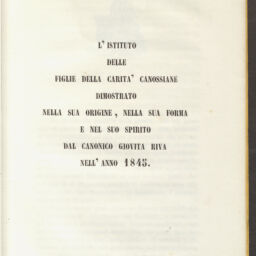 L' ISTITUTO
DELLE
FIGLIE DELLA CARITA' CANOSSIANE
DIMOSTRATO
NELLA SUA ORIGINE, NELLA SUA FORMA
E NEL SUO SPIRITO
DAL CANONICO GIOVITA RIVA
NELL' ANNO 1845.